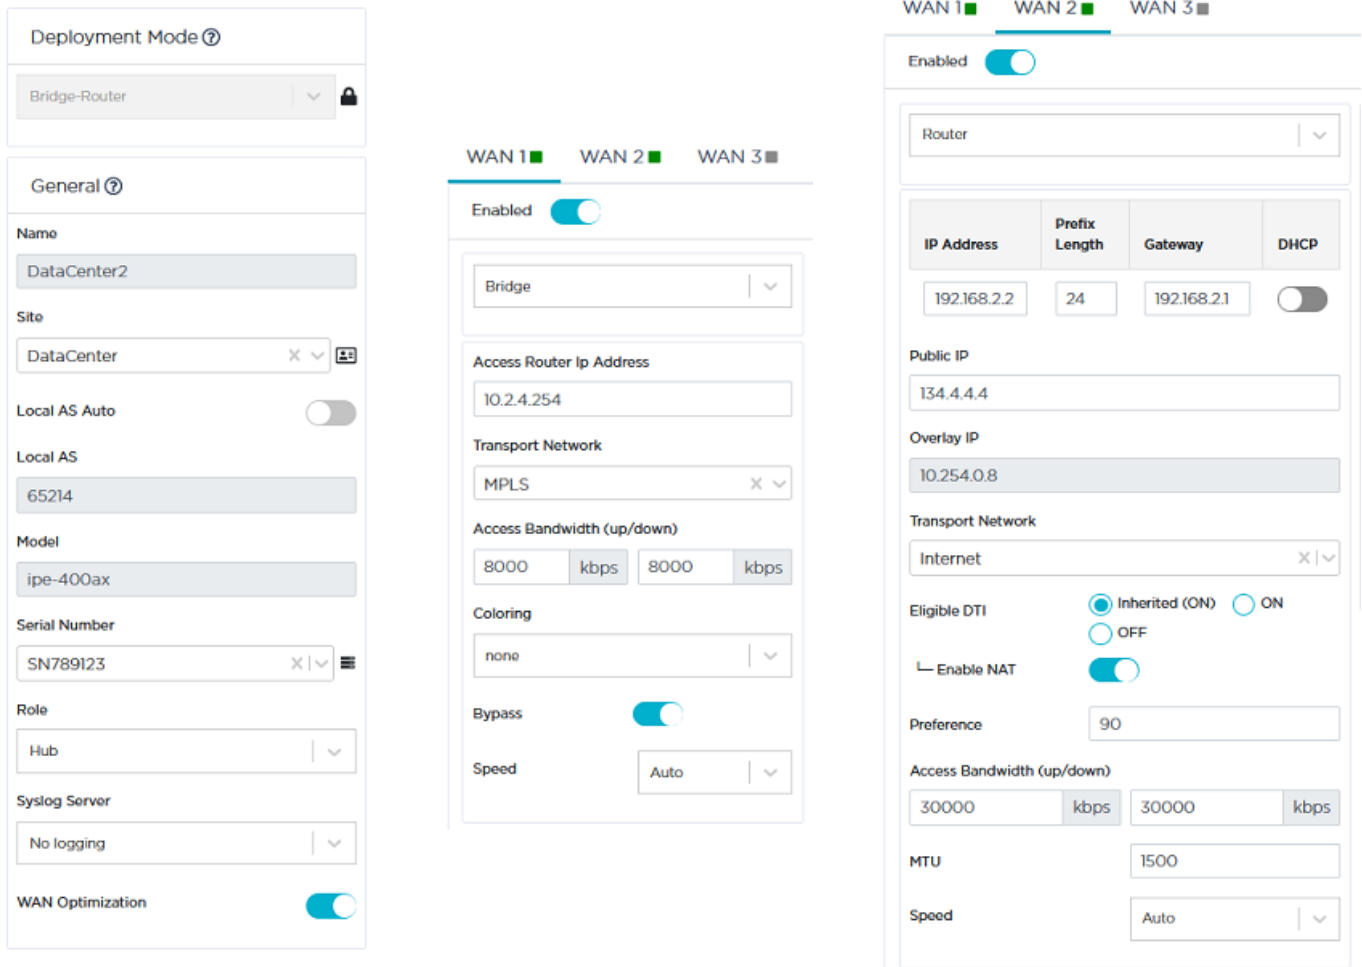 Deployment Mode
Bridge-Router
General
Name
DataCenter2
Site
DataCenter
Local AS Auto
Local AS
65214
Model
ipe-400ax
Serial Number
SN789123
Role
Hub
Syslog Server
No logging
WAN Optimization
WAN 1 WAN 2 WAN 3
Enabled
Bridge
Access Router Ip Address
10.2.4.254
Transport Network
MPLS
Access Bandwidth (up/down)
8000 kbps 8000 kbps
Coloring
none
Bypass
Speed Auto
WAN 1 WAN 2 WAN 3
Enabled
Router
IP Address Prefix Length Gateway DHCP
192.168.2.2 24 192.168.2.1
Public IP
134.4.4.4
Overlay IP
10.254.0.8
Transport Network
Internet
Eligible DTI Inherited (ON) ON
OFF
Enable NAT
Preference 90
Access Bandwidth (up/down)
30000 kbps 30000 kbps
MTU 1500
Speed Auto